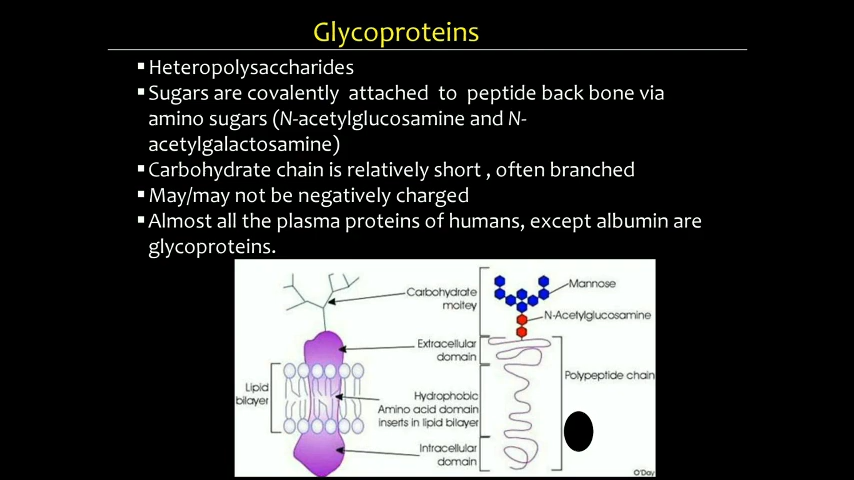 Glycoproteins
▪Heteropolysaccharides
▪Sugars are covalently attached to peptide back bone via
amino sugars (N-acetylglucosamine and N-
acetylgalactosamine)
▪Carbohydrate chain is relatively short , often branched
▪May/may not be negatively charged
▪Almost all the plasma proteins of humans, except albumin are
glycoproteins.
Carbohydrate
moitey
Extracellular
domain
Lipid
bilayer
Hydrophobic
Amino acid domain
inserts in lipid bilayer
Intracellular
domain
Mannose
N-Acetylglucosamine
Polypeptide chain
O'Day